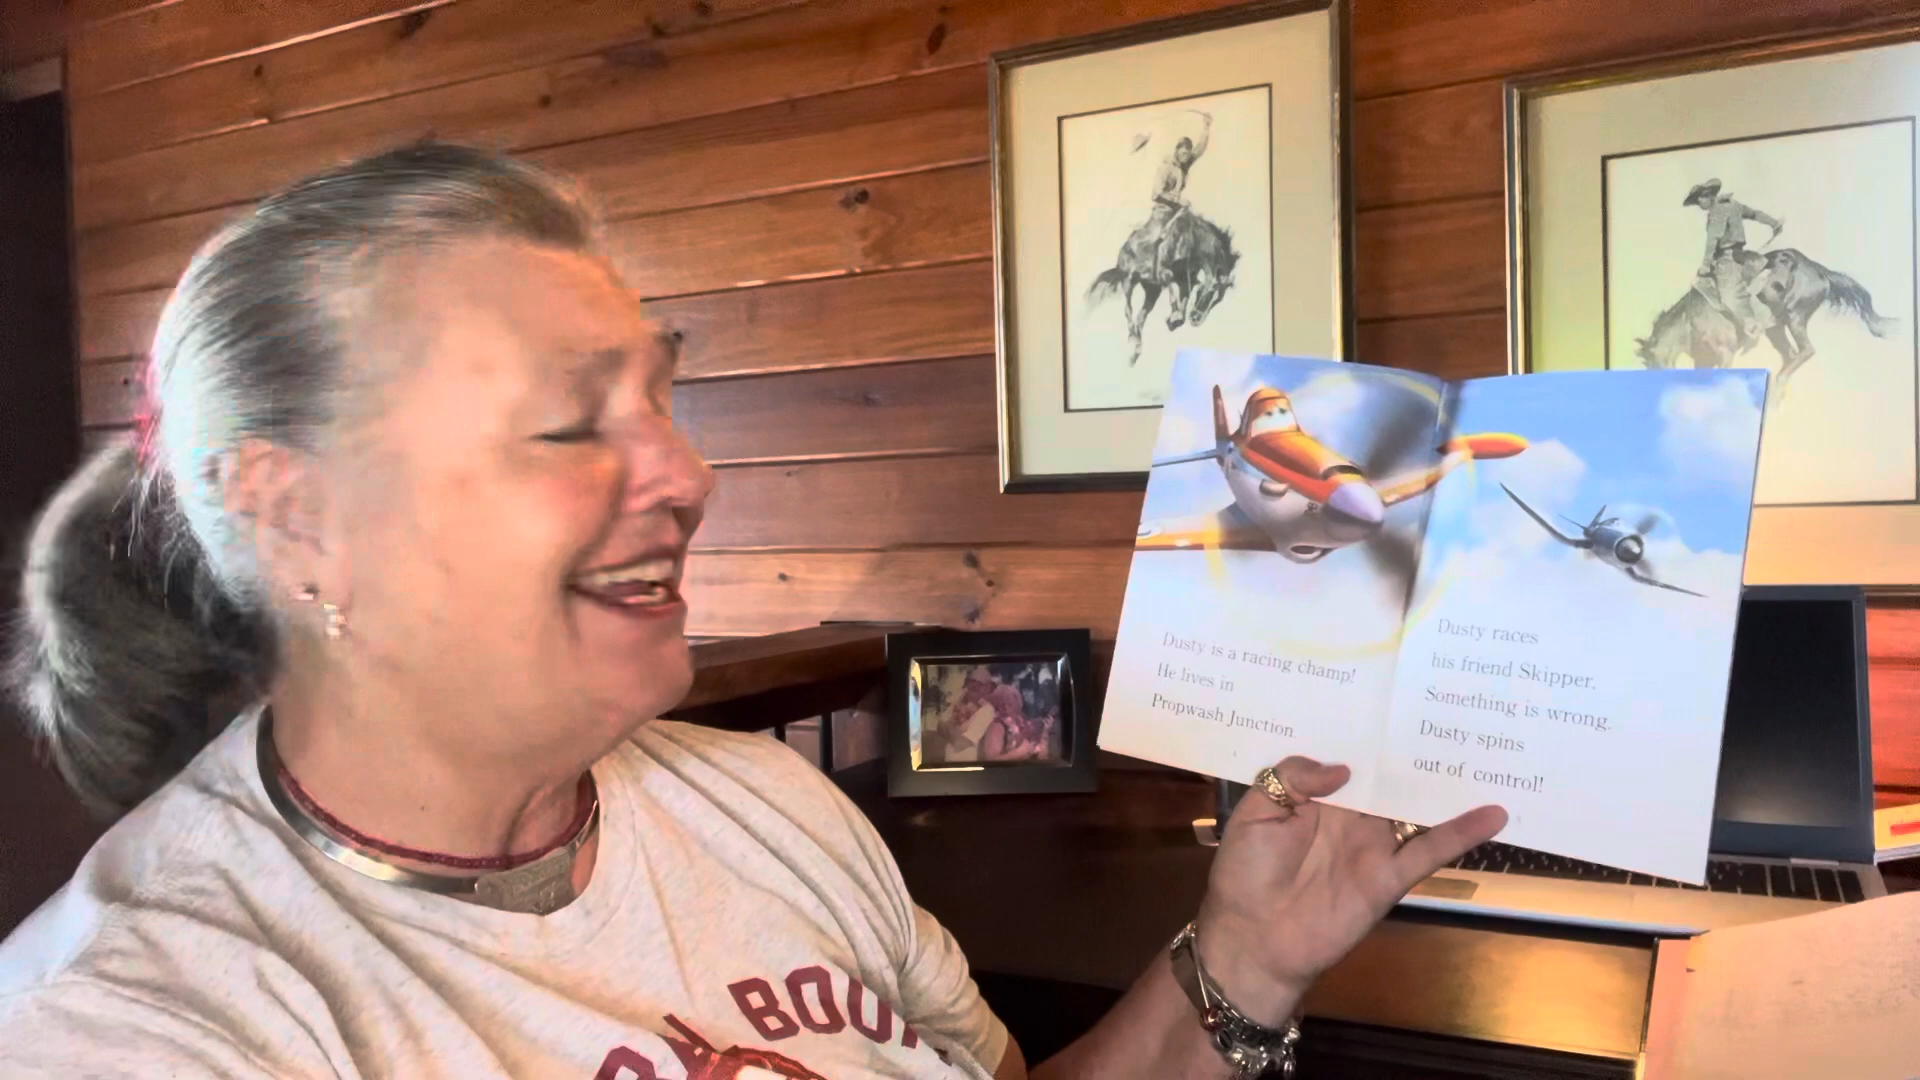 Dusty is a racing champ!
He lives in
Propwash Junction.
Dusty races
his friend Skipper.
Something is wrong.
Dusty spins
out of control!